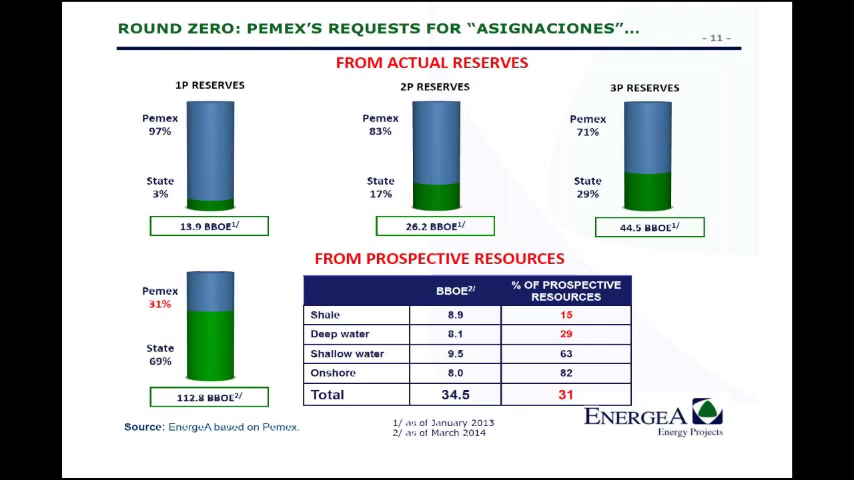 ROUND ZERO: PEMEX'S REQUESTS FOR "ASIGNACIONES"...
- 11 -
FROM ACTUAL RESERVES
1P RESERVES
2P RESERVES
3P RESERVES
Pemex
97%
Pemex
83%
Pemex
71%
State
3%
State
17%
State
29%
13.9 BBOE1/
26.2 BBOE1/
44.5 BBOE1/
FROM PROSPECTIVE RESOURCES
Pemex
31%
State
69%
112.8 BBOE2/
BBOE2/
% OF PROSPECTIVE
RESOURCES
Shale 8.9 15
Deep water 8.1 29
Shallow water 9.5 63
Onshore 8.0 82
Total 34.5 31
Source: EnergeA based on Pemex.
1/ as of January 2013
2/ as of March 2014
ENERGEA
Energy Projects